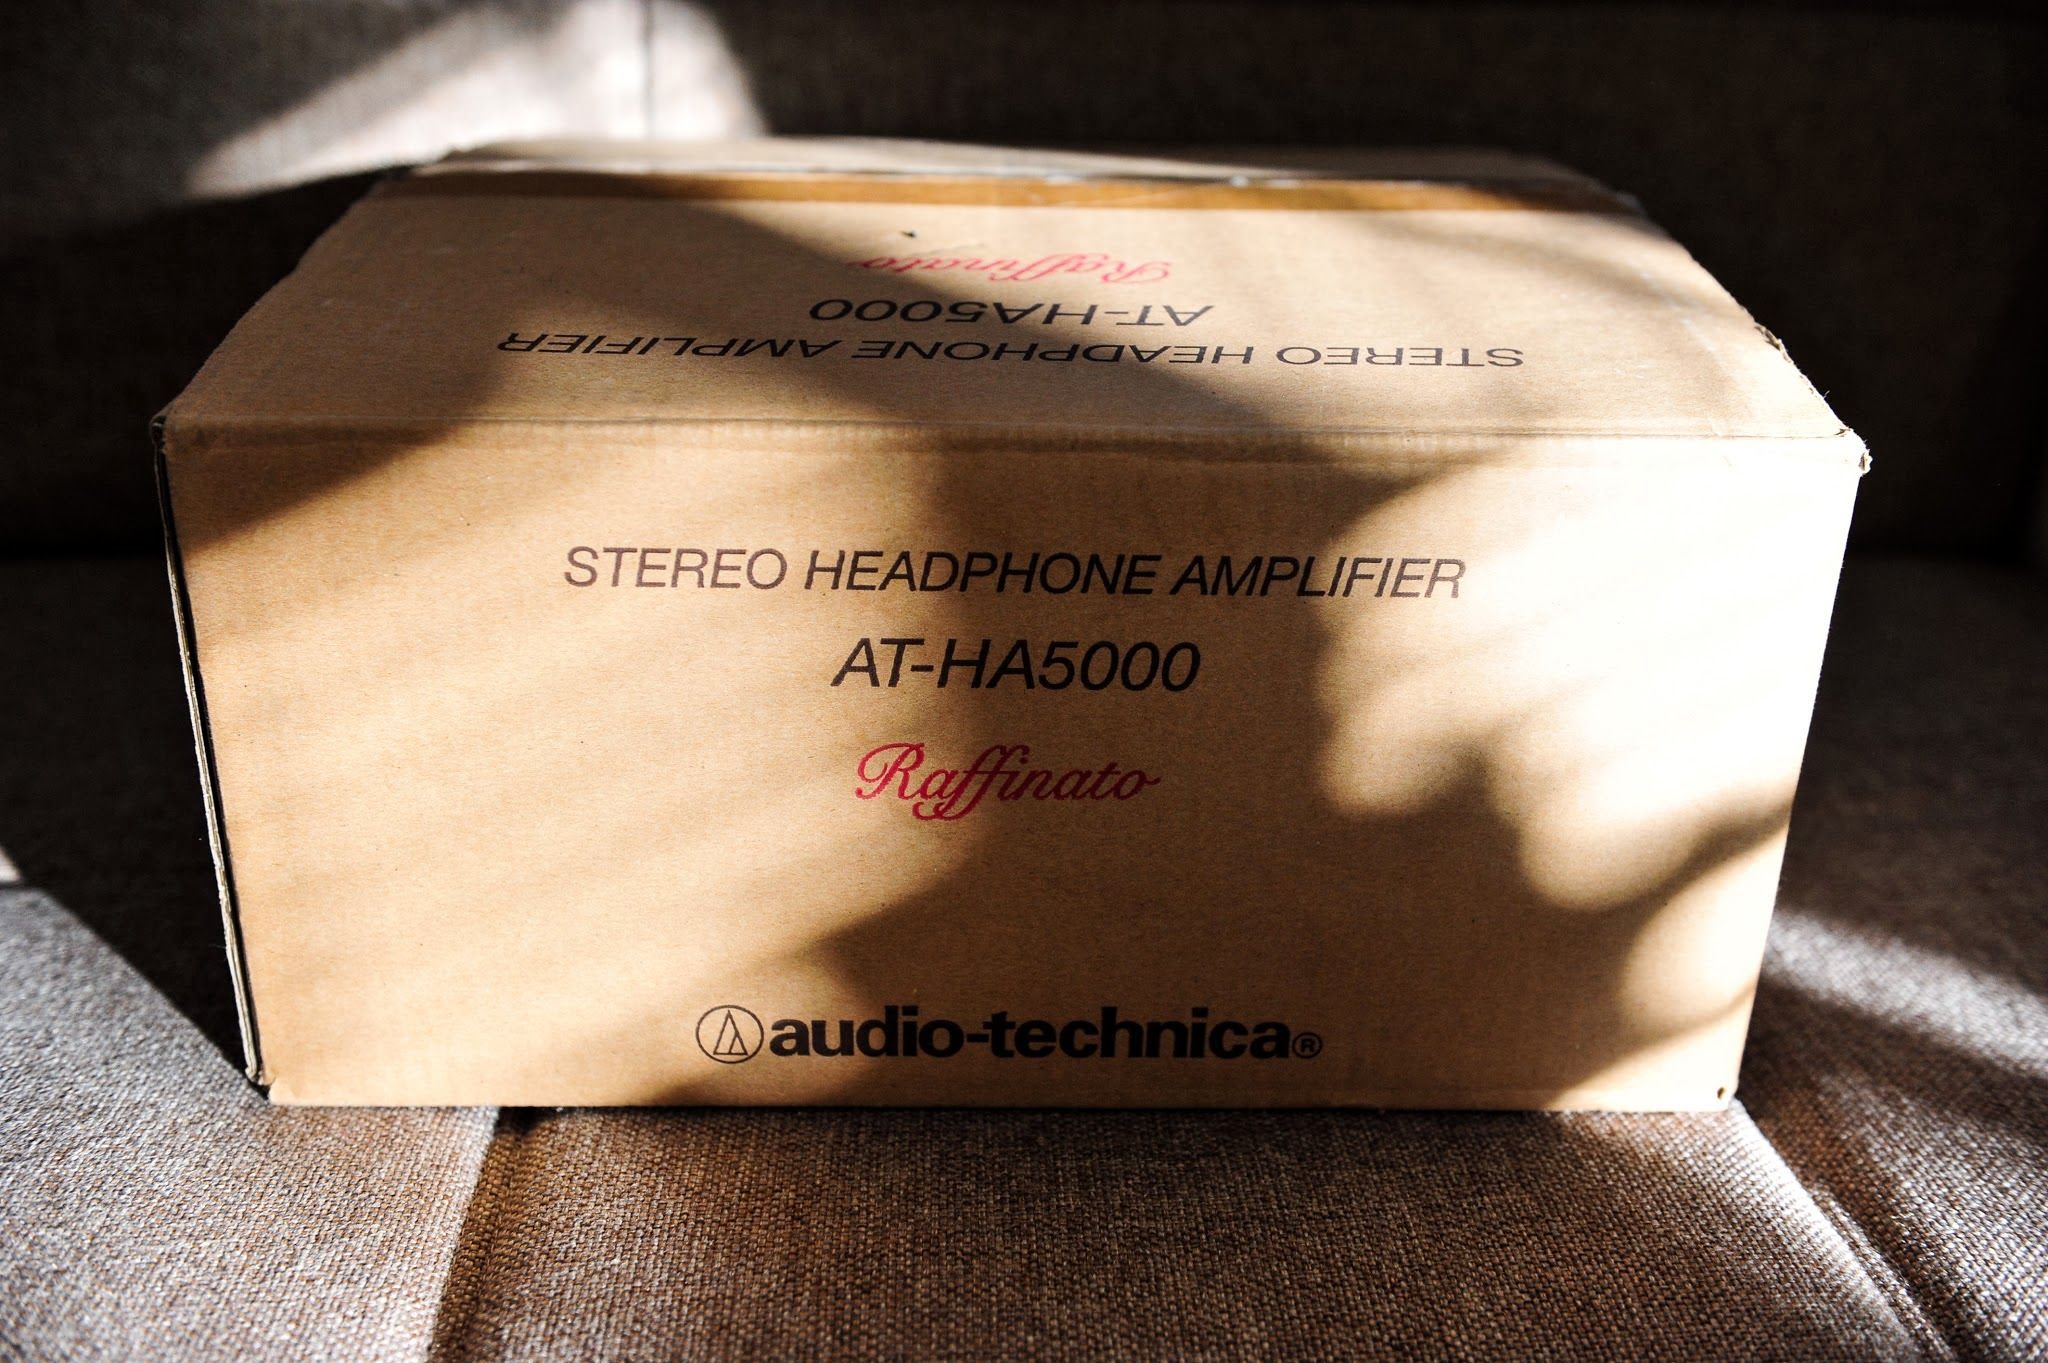 Raffinato
AT-HA5000
STEREO HEADPHONE AMPLIFIER
STEREO HEADPHONE AMPLIFIER
AT-HA5000
Raffinato
audio-technica®